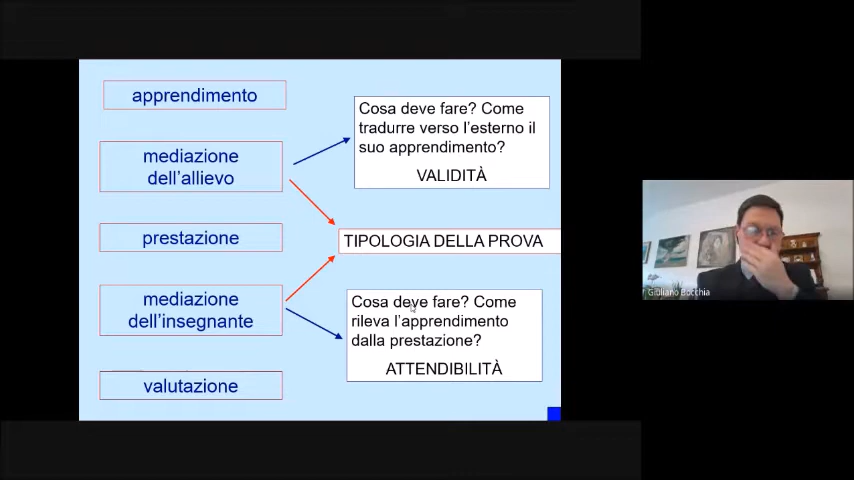 apprendimento
mediazione
dell'allievo
prestazione
mediazione
dell'insegnante
valutazione
Cosa deve fare? Come
tradurre verso l'esterno il
suo apprendimento?
VALIDITÀ
TIPOLOGIA DELLA PROVA
Cosa deve fare? Come
rileva l'apprendimento
dalla prestazione?
ATTENDIBILITÀ
Giuliano Bocchia